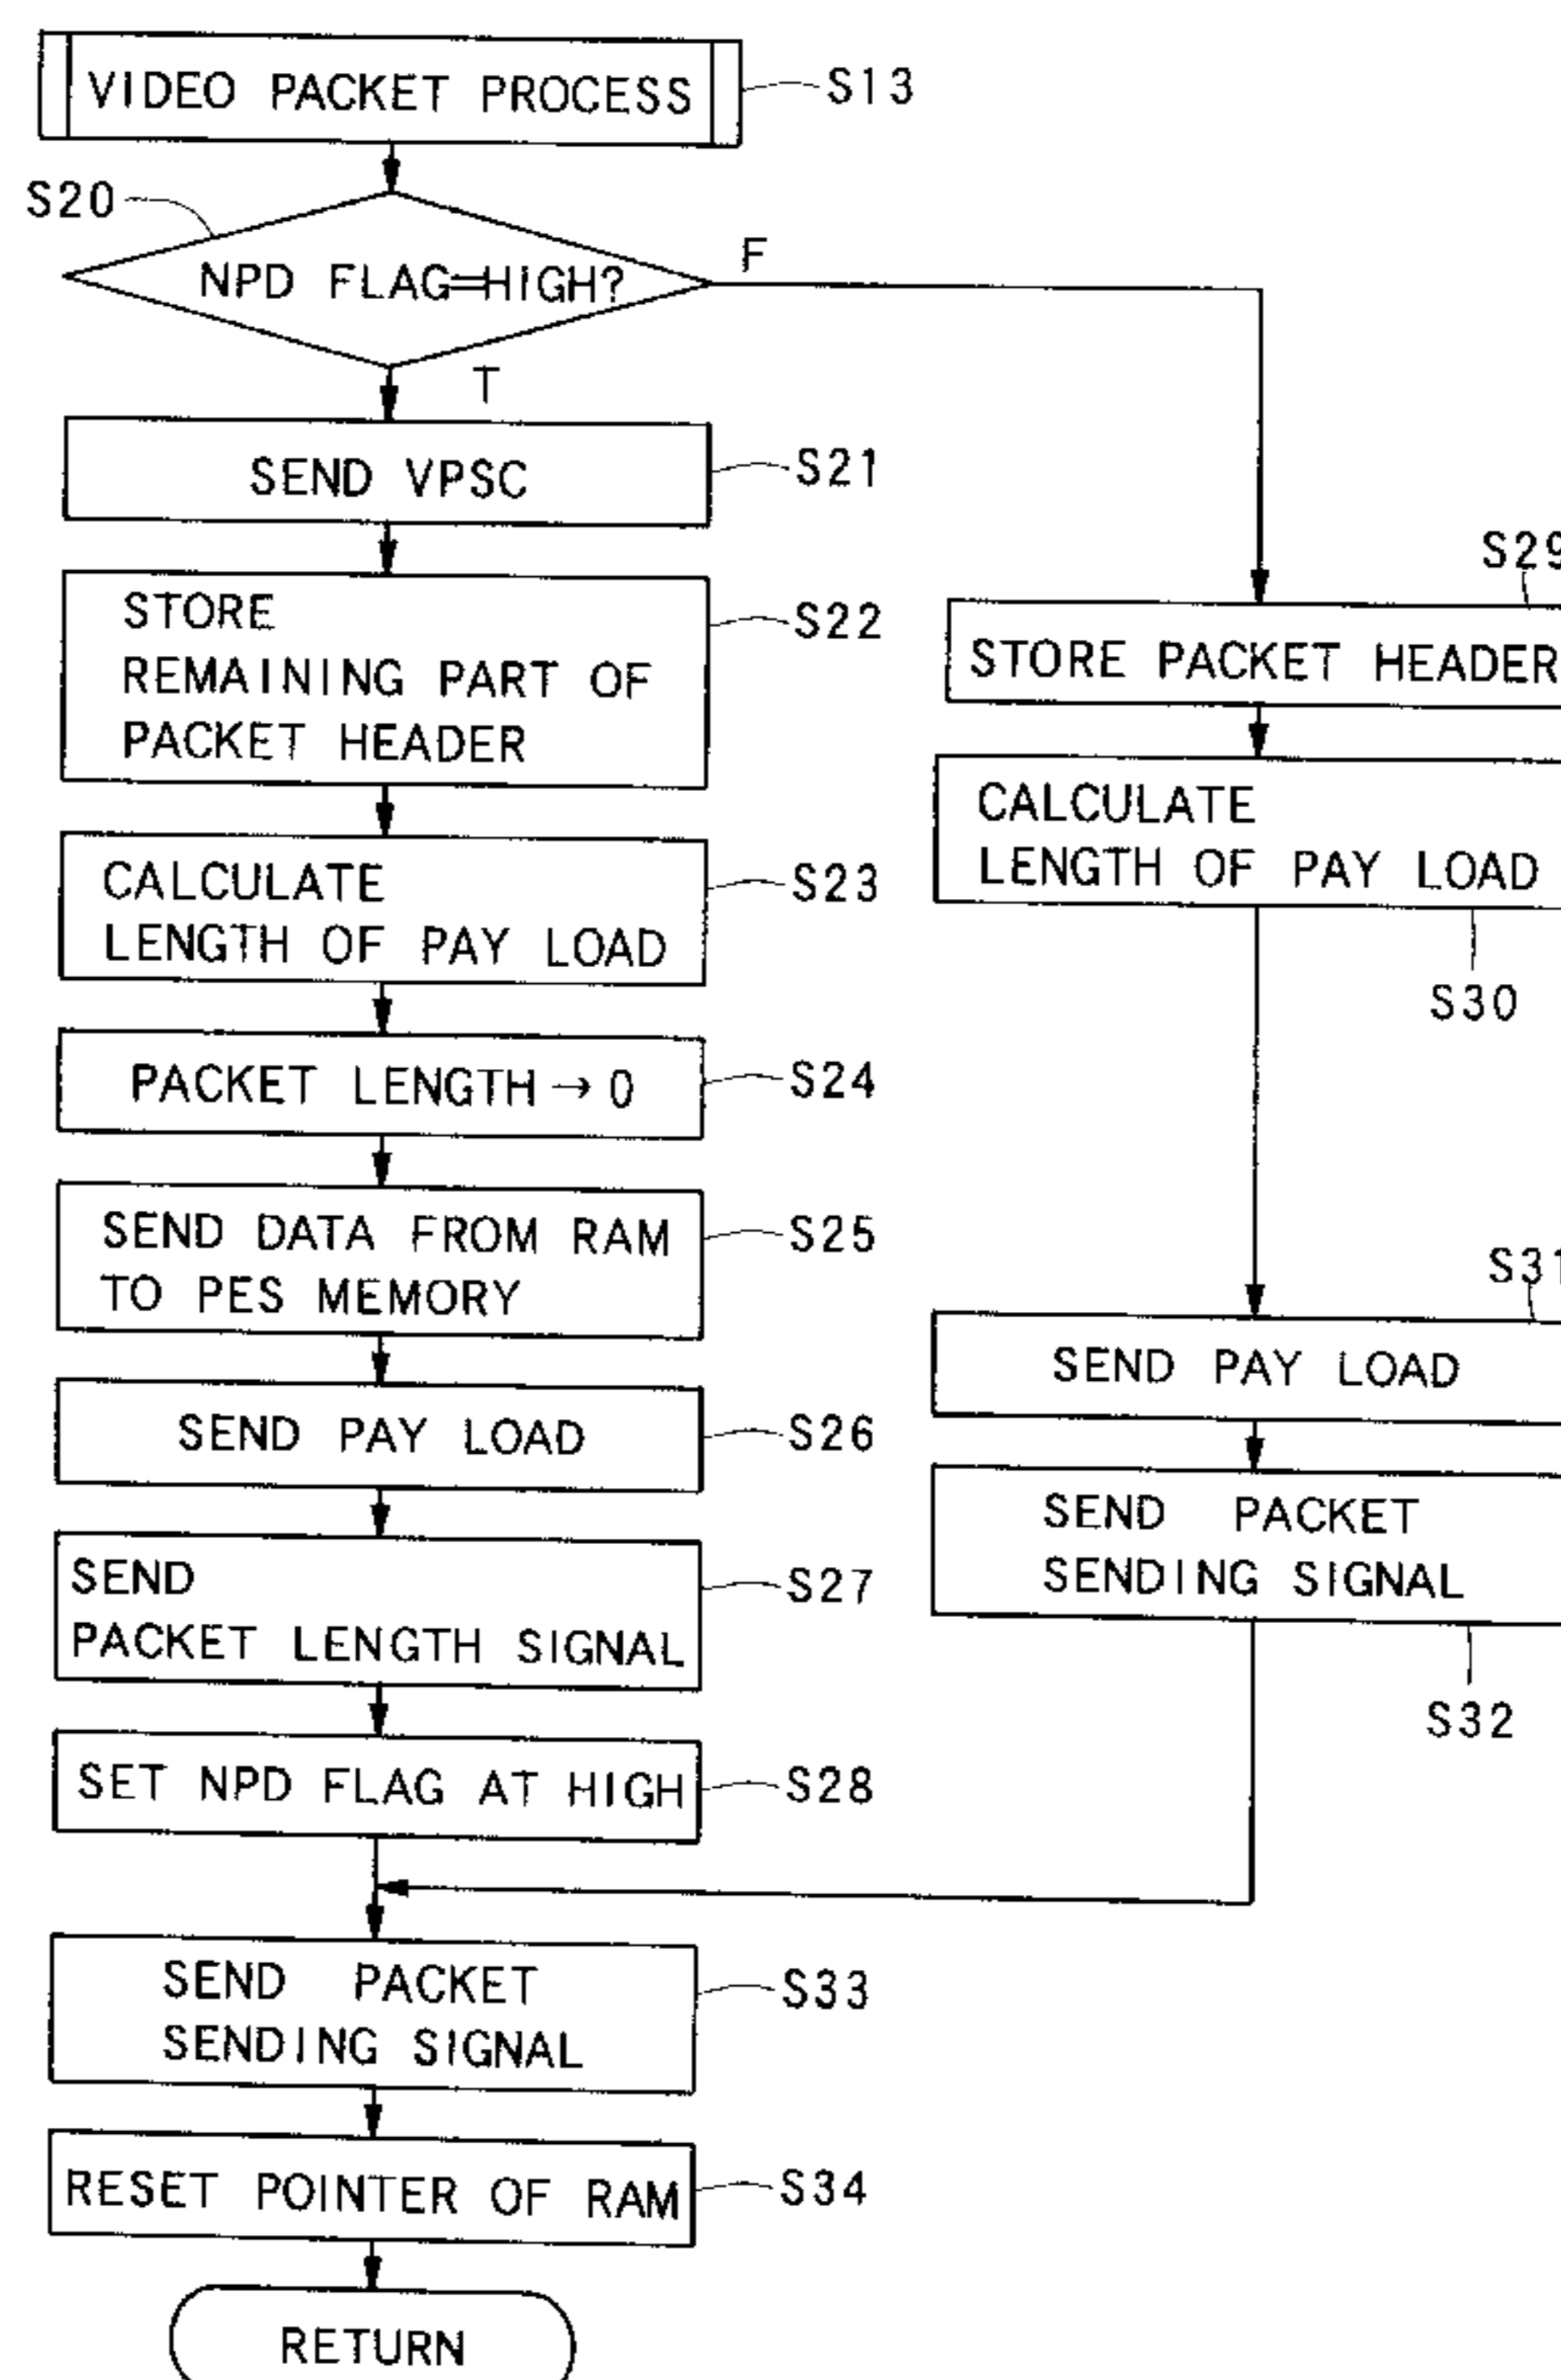 VIDEO PACKET PROCESS
S13
S20
NPD FLAG=HIGH?
F
T
SEND VPSC
S21
STORE
REMAINING PART OF
PACKET HEADER
S22
CALCULATE
LENGTH OF PAY LOAD
S23
PACKET LENGTH → 0
S24
SEND DATA FROM RAM
TO PES MEMORY
S25
SEND PAY LOAD
S26
SEND
PACKET LENGTH SIGNAL
S27
SET NPD FLAG AT HIGH
S28
S29
STORE PACKET HEADER
CALCULATE
LENGTH OF PAY LOAD
S30
S31
SEND PAY LOAD
SEND PACKET
SENDING SIGNAL
S32
SEND PACKET
SENDING SIGNAL
S33
RESET POINTER OF RAM
S34
RETURN